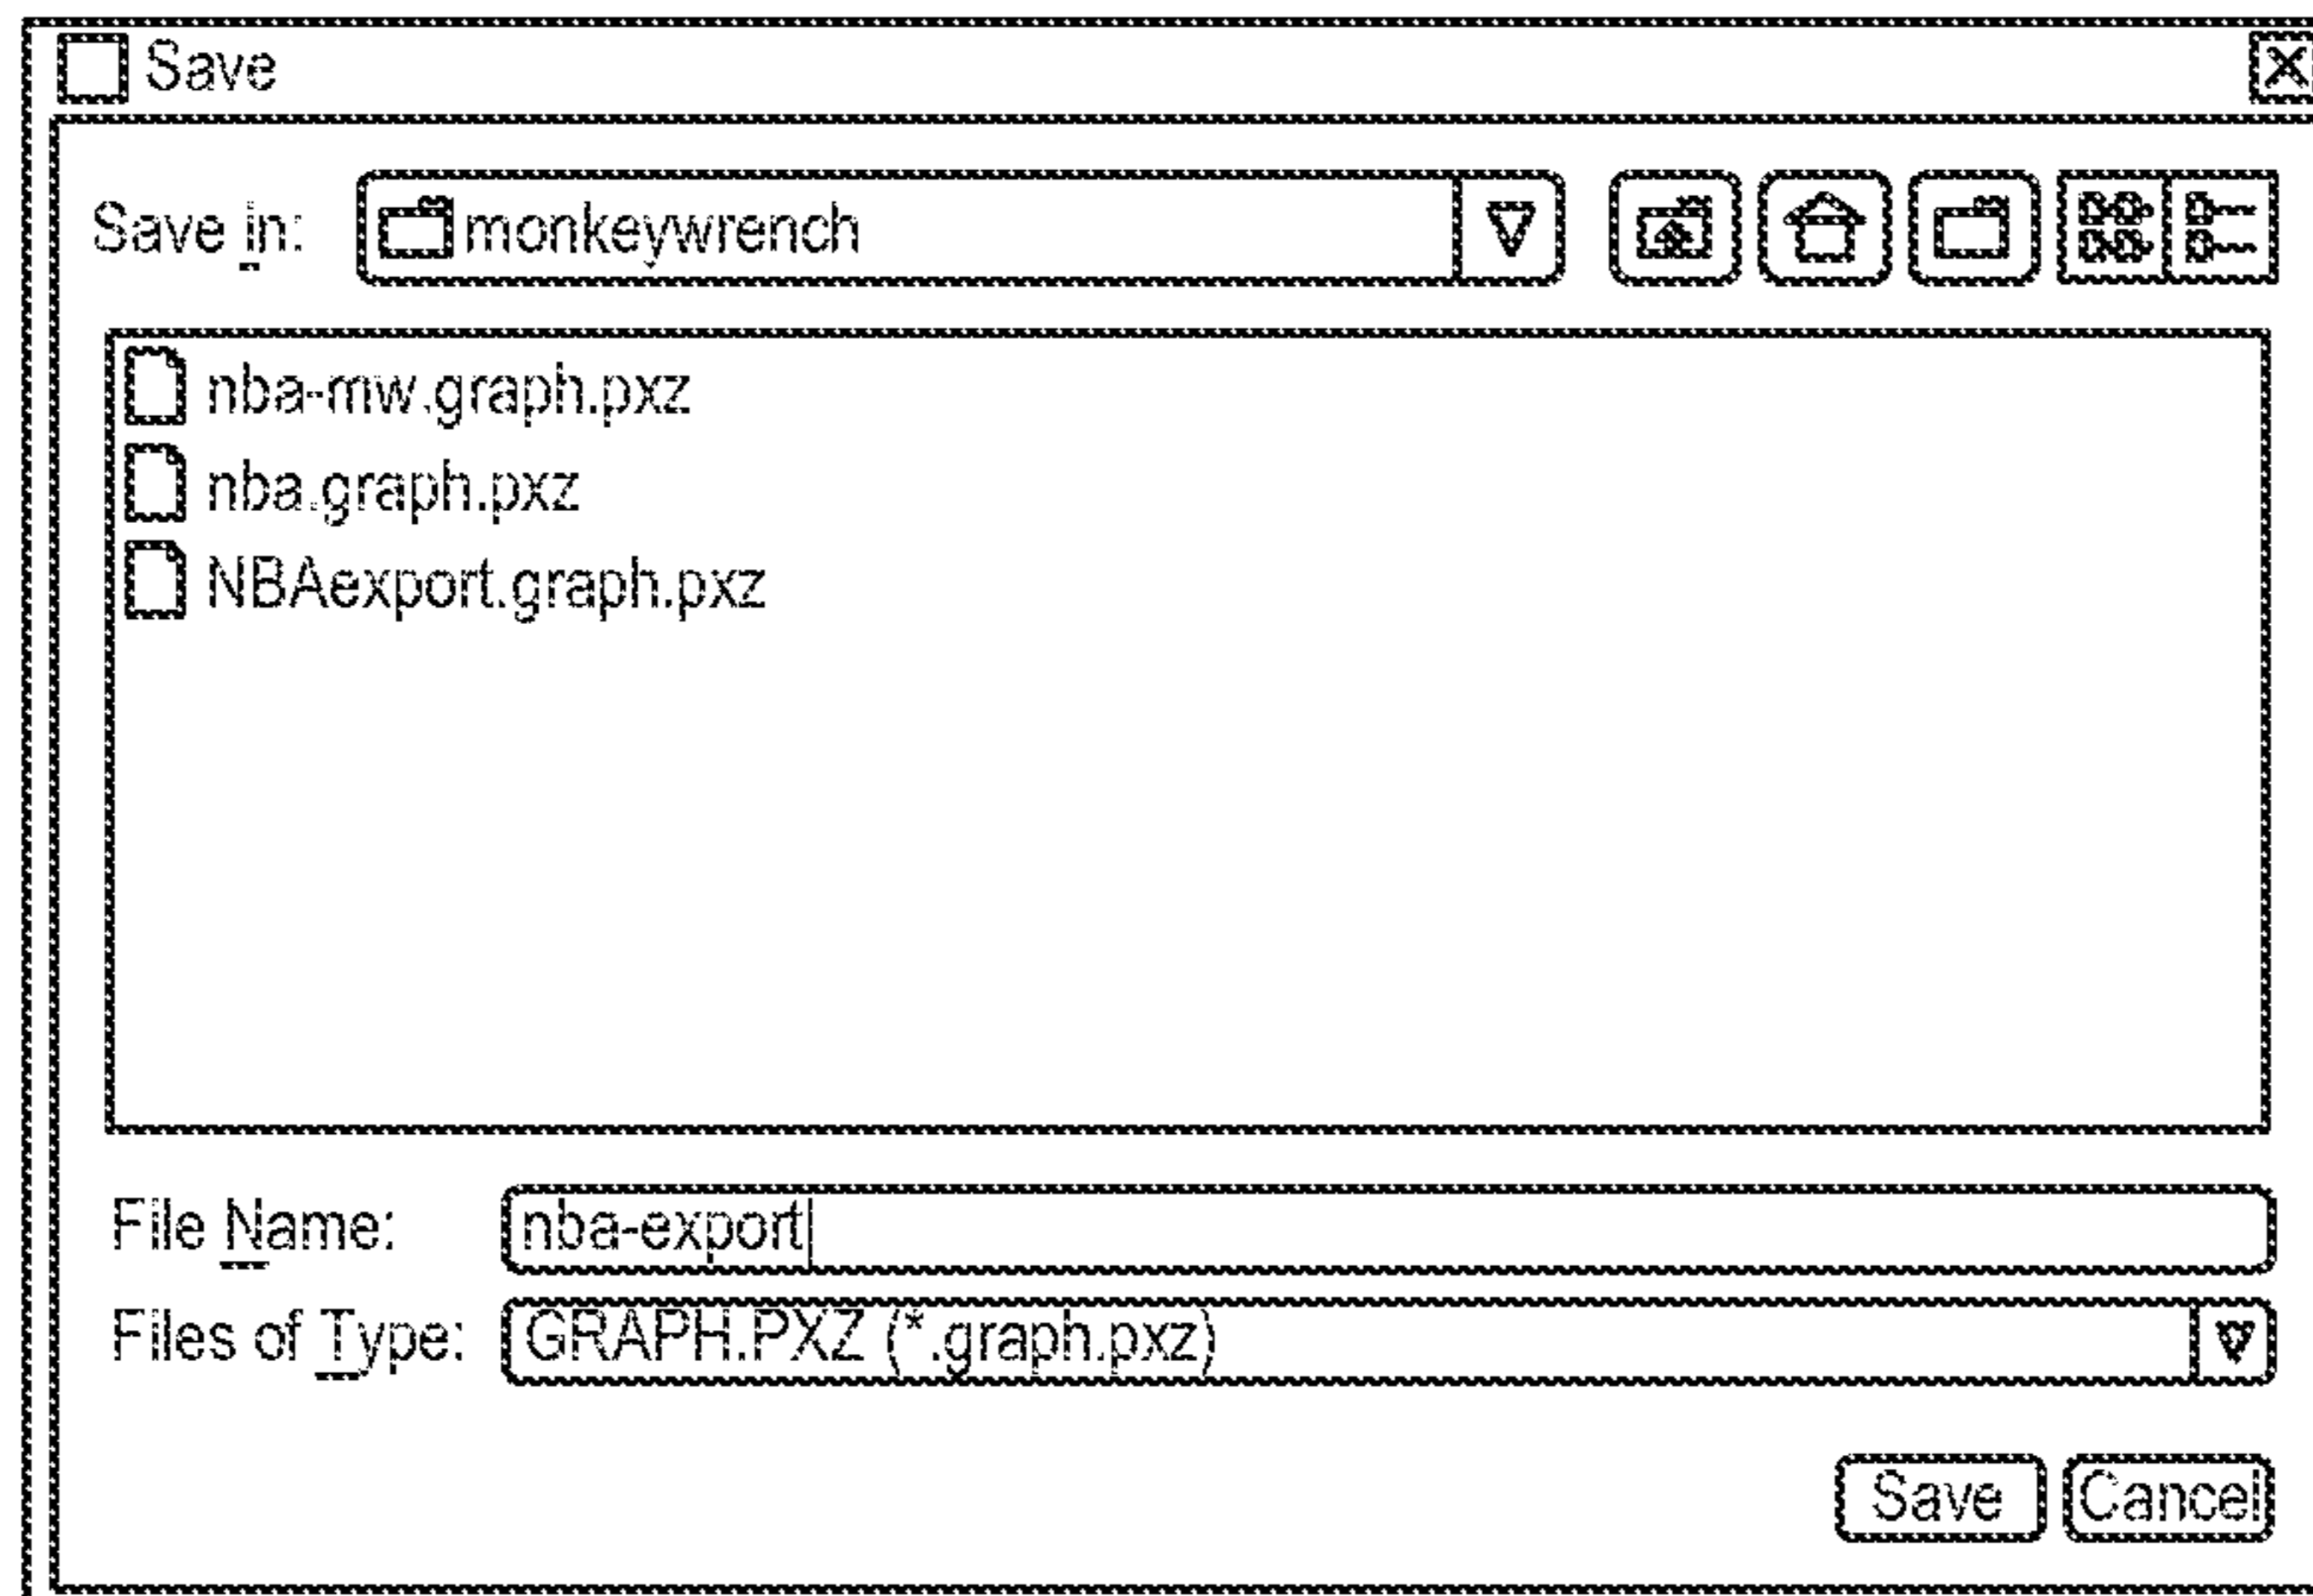 Save
Save in: monkeywrench
nba-mw.graph.pxz
nba.graph.pxz
NBAexport.graph.pxz
File Name: nba-export
Files of Type: GRAPH.PXZ (*.graph.pxz)
Save Cancel